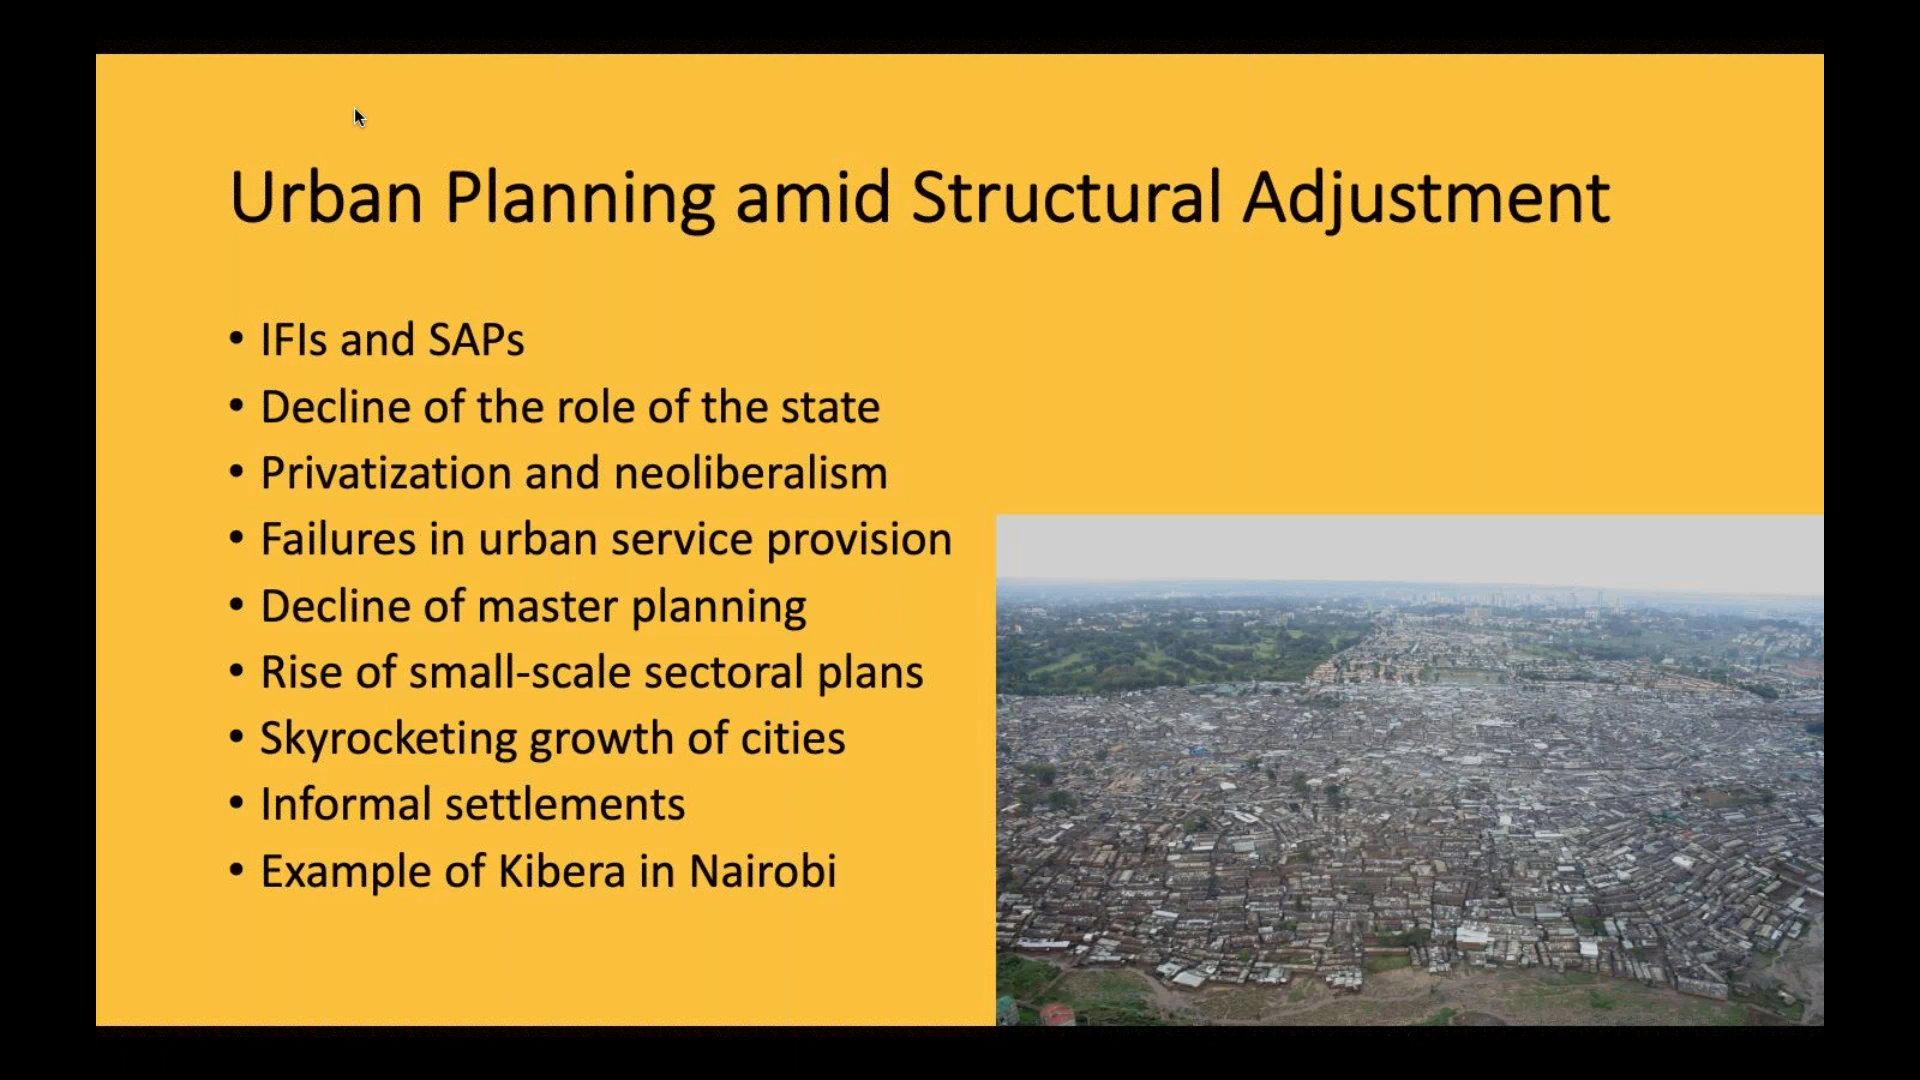 Urban Planning amid Structural Adjustment
• IFIs and SAPs
• Decline of the role of the state
• Privatization and neoliberalism
• Failures in urban service provision
• Decline of master planning
• Rise of small-scale sectoral plans
• Skyrocketing growth of cities
• Informal settlements
• Example of Kibera in Nairobi